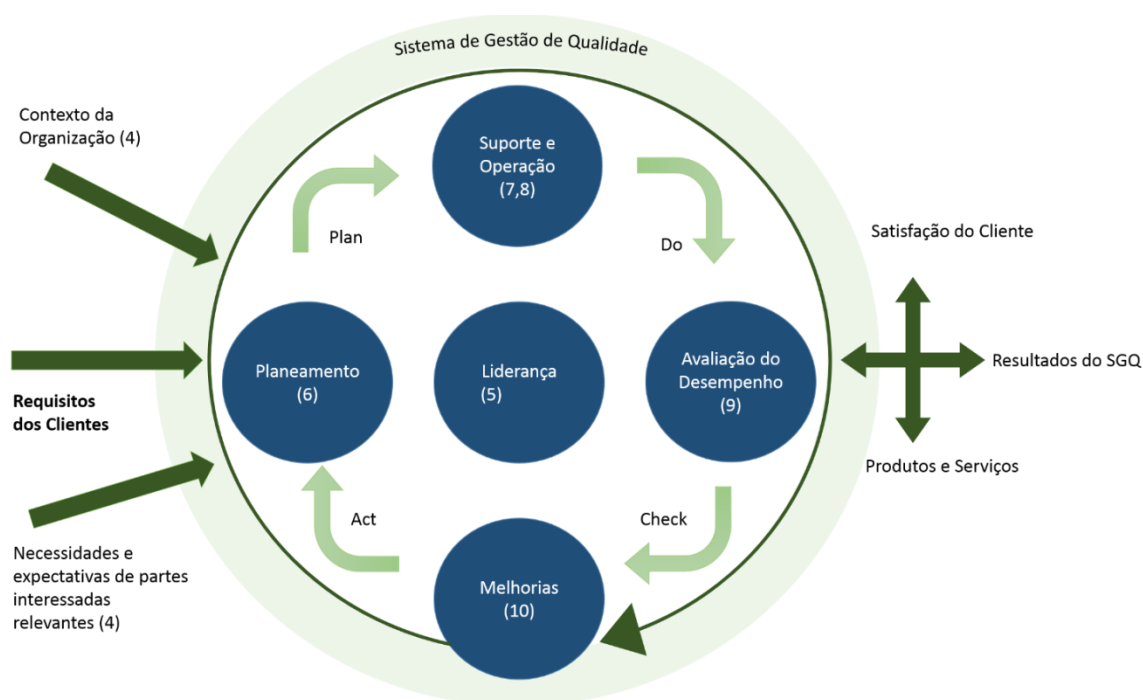 Sistema de Gestão de Qualidade
Contexto da
Organização (4)
Suporte e
Operação
(7,8)
Plan
Do
Satisfação do Cliente
Planeamento
(6)
Liderança
(5)
Avaliação do
Desempenho
(9)
Resultados do SGQ
Requisitos
dos Clientes
Produtos e Serviços
Act
Check
Necessidades e
expectativas de partes
interessadas
relevantes (4)
Melhorias
(10)